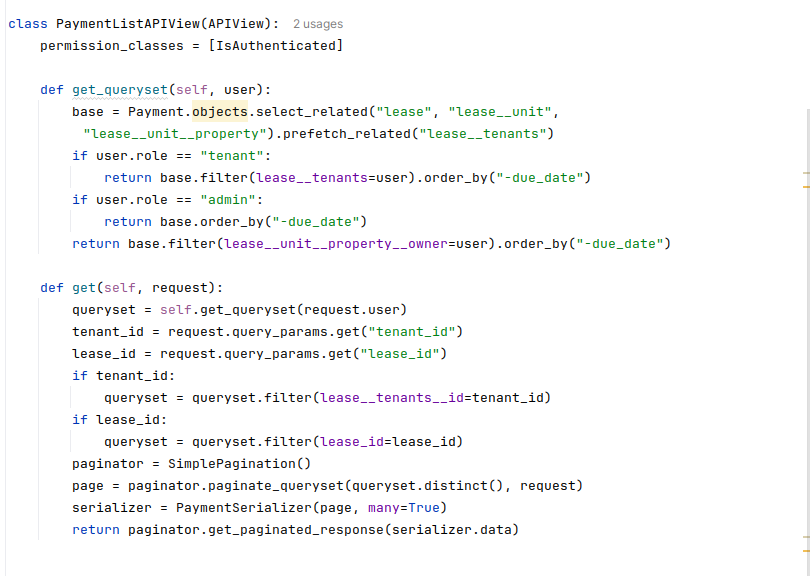 class PaymentListAPIView(APIView):  2 usages
    permission_classes = [IsAuthenticated]

    def get_queryset(self, user):
        base = Payment.objects.select_related("lease", "lease__unit",
         "lease__unit__property").prefetch_related("lease__tenants")
        if user.role == "tenant":
            return base.filter(lease__tenants=user).order_by("-due_date")
        if user.role == "admin":
            return base.order_by("-due_date")
        return base.filter(lease__unit__property__owner=user).order_by("-due_date")

    def get(self, request):
        queryset = self.get_queryset(request.user)
        tenant_id = request.query_params.get("tenant_id")
        lease_id = request.query_params.get("lease_id")
        if tenant_id:
            queryset = queryset.filter(lease__tenants__id=tenant_id)
        if lease_id:
            queryset = queryset.filter(lease_id=lease_id)
        paginator = SimplePagination()
        page = paginator.paginate_queryset(queryset.distinct(), request)
        serializer = PaymentSerializer(page, many=True)
        return paginator.get_paginated_response(serializer.data)